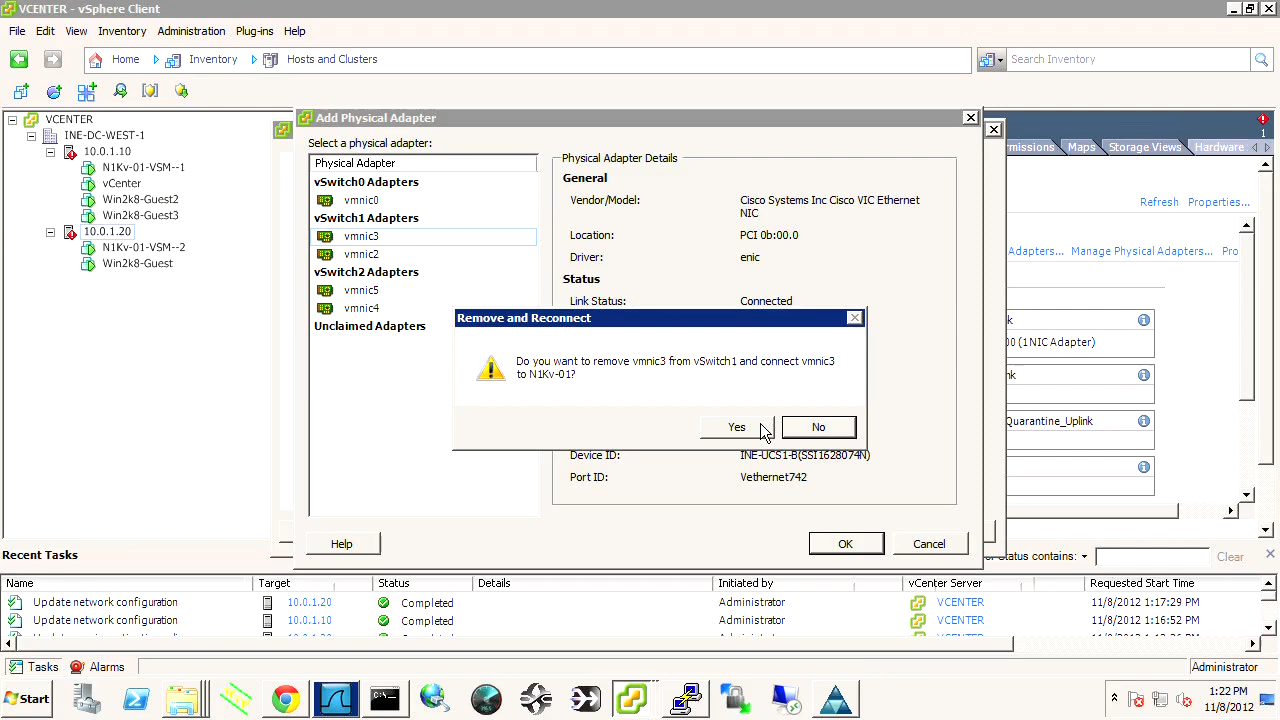 VCENTER - vSphere Client
File Edit View Inventory Administration Plug-ins Help
Home Inventory Hosts and Clusters Search Inventory
VCENTER
INE-DC-WEST-1
10.0.1.10
N1Kv-01-VSM--1
vCenter
Win2k8-Guest2
Win2k8-Guest3
10.0.1.20
N1Kv-01-VSM--2
Win2k8-Guest
Add Physical Adapter
Select a physical adapter:
Physical Adapter
vSwitch0 Adapters
vmnic0
vSwitch1 Adapters
vmnic3
vmnic2
vSwitch2 Adapters
vmnic5
vmnic4
Unclaimed Adapters
Physical Adapter Details
General
Vendor/Model: Cisco Systems Inc Cisco VIC Ethernet
NIC
Location: PCI 0b:00.0
Driver: enic
Status
Link Status: Connected
Remove and Reconnect
Do you want to remove vmnic3 from vSwitch1 and connect vmnic3
to N1Kv-01?
Yes No
Device ID: INE-UCS1-B(SSI1628074N)
Port ID: Vethernet742
Help OK Cancel
rmissions Maps Storage Views Hardware
1
Refresh Properties...
Adapters... Manage Physical Adapters... Pro
nk
00 (1NIC Adapter)
nk
Quarantine_Uplink
Recent Tasks
or Status contains: Clear
Name Target Status Details Initiated by vCenter Server Requested Start Time
Update network configuration 10.0.1.20 Completed Administrator VCENTER 11/8/2012 1:17:29 PM
Update network configuration 10.0.1.10 Completed Administrator VCENTER 11/8/2012 1:16:52 PM
Tasks Alarms Administrator
Start
1:22 PM
11/8/2012